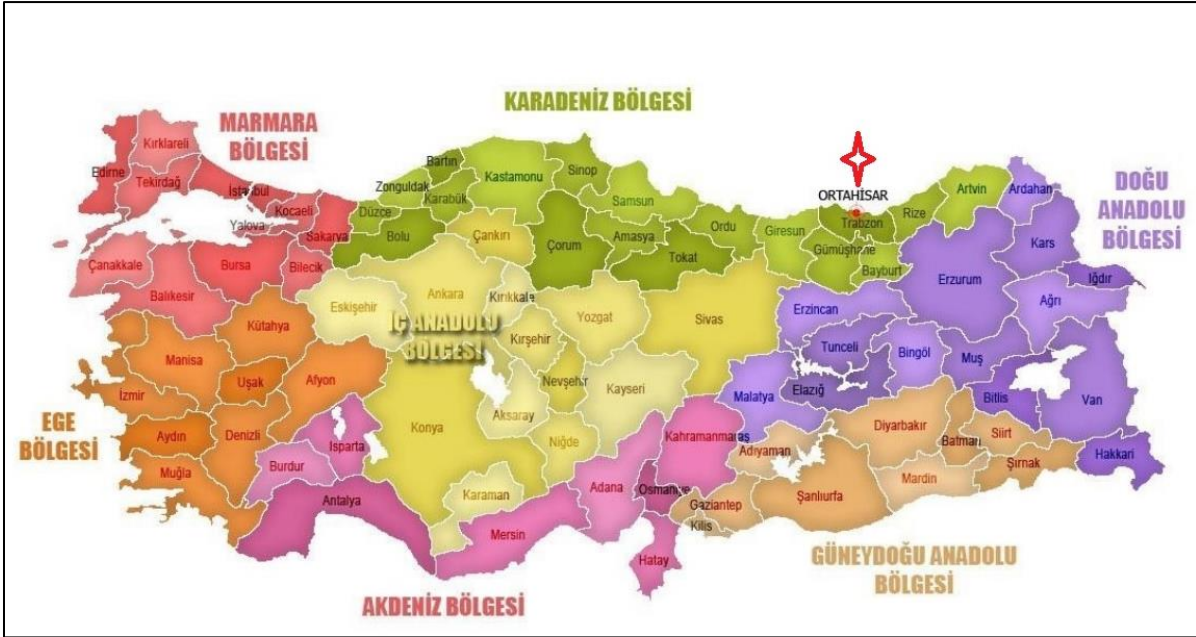 KARADENİZ BÖLGESİ
MARMARA
BÖLGESİ
DOĞU
ANADOLU
BÖLGESİ
ORTAHİSAR
Kırklareli
Edirne
Tekirdağ
İstanbul
Kocaeli
Yalova
Sakarya
Çanakkale
Bursa
Bilecik
Balıkesir
Bartın
Zonguldak
Karabük
Kastamonu
Sinop
Düzce
Bolu
Çankırı
Samsun
Çorum
Amasya
Tokat
Ordu
Giresun
Trabzon
Gümüşhane
Bayburt
Rize
Artvin
Ardahan
Kars
Iğdır
Erzurum
Ağrı
Erzincan
Tunceli
Bingöl
Muş
Elazığ
Malatya
Bitlis
Van
Hakkari
Eskişehir
Ankara
Kırıkkale
İÇ ANADOLU
BÖLGESİ
Yozgat
Sivas
Kırşehir
Nevşehir
Kayseri
Aksaray
Konya
Niğde
Karaman
Kütahya
Manisa
Uşak
Afyon
İzmir
EGE
BÖLGESİ
Aydın
Denizli
Muğla
Burdur
Isparta
Antalya
Mersin
Adana
Kahramanmaraş
Osmaniye
Hatay
AKDENİZ BÖLGESİ
Adıyaman
Gaziantep
Kilis
Şanlıurfa
Diyarbakır
Mardin
Batman
Siirt
Şırnak
GÜNEYDOĞU ANADOLU
BÖLGESİ